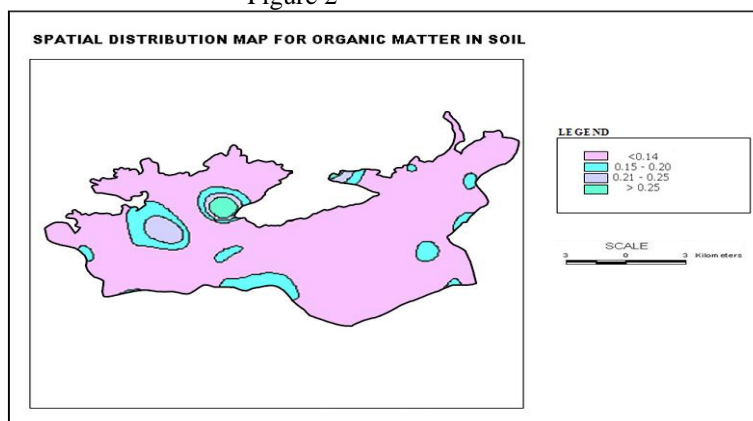 Figure 2
SPATIAL DISTRIBUTION MAP FOR ORGANIC MATTER IN SOIL
LEGEND
<0.14
0.15 - 0.20
0.21 - 0.25
> 0.25
SCALE
3 0 3 Kilometers